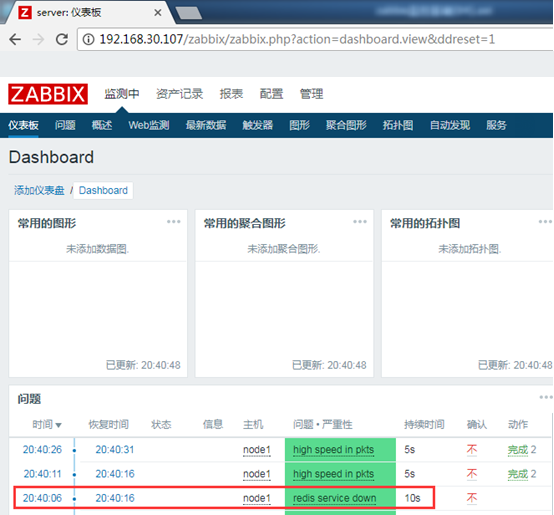 server: 仪表板
192.168.30.107/zabbix/zabbix.php?action=dashboard.view&ddreset=1
ZABBIX 监测中 资产记录 报表 配置 管理
仪表板 问题 概述 Web监测 最新数据 触发器 图形 聚合图形 拓扑图 自动发现 服务
Dashboard
添加仪表盘 / Dashboard
常用的图形 常用的聚合图形 常用的拓扑图
未添加数据图. 未添加聚合图形. 未添加拓扑图.
已更新: 20:40:48 已更新: 20:40:48 已更新: 20:40:48
问题
时间 恢复时间 状态 信息 主机 问题 • 严重性 持续时间 确认 动作
20:40:26 20:40:31 node1 high speed in pkts 5s 不 完成 2
20:40:11 20:40:16 node1 high speed in pkts 5s 不 完成 2
20:40:06 20:40:16 node1 redis service down 10s 不